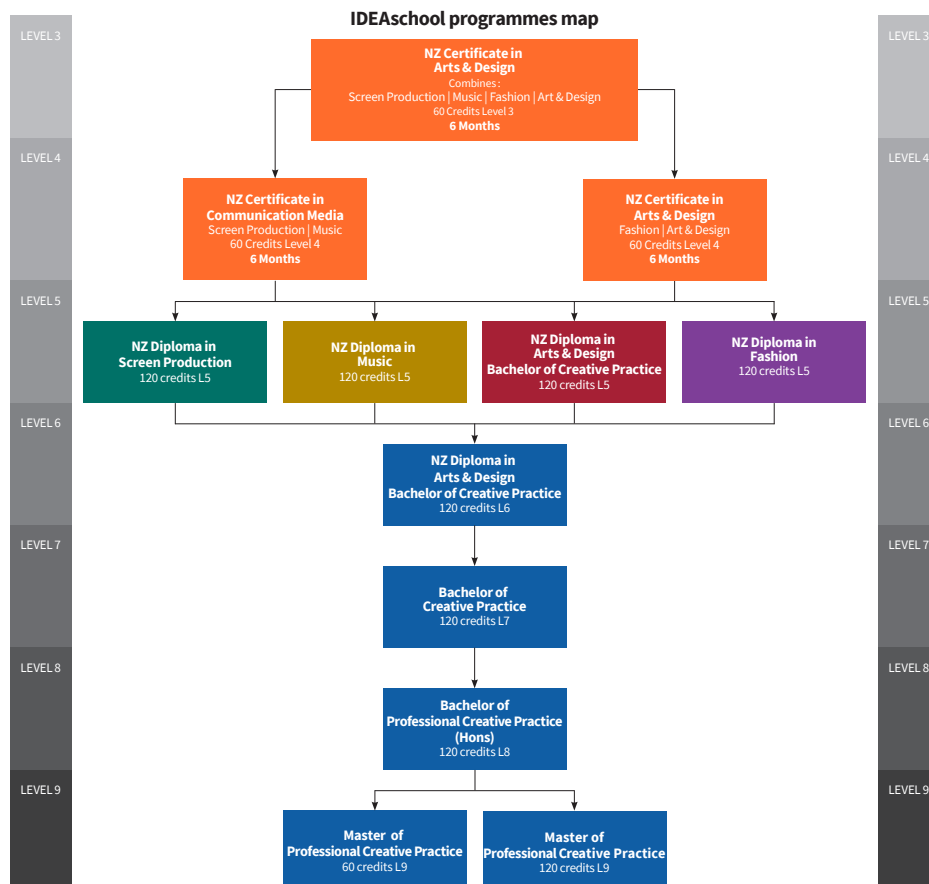 IDEAschool programmes map
LEVEL 3
LEVEL 3
NZ Certificate in
Arts & Design
Combines :
Screen Production | Music | Fashion | Art & Design
60 Credits Level 3
6 Months
LEVEL 4
LEVEL 4
NZ Certificate in
Communication Media
Screen Production | Music
60 Credits Level 4
6 Months
NZ Certificate in
Arts & Design
Fashion | Art & Design
60 Credits Level 4
6 Months
LEVEL 5
LEVEL 5
NZ Diploma in
Screen Production
120 credits L5
NZ Diploma in
Music
120 credits L5
NZ Diploma in
Arts & Design
Bachelor of Creative Practice
120 credits L5
NZ Diploma in
Fashion
120 credits L5
LEVEL 6
LEVEL 6
NZ Diploma in
Arts & Design
Bachelor of Creative Practice
120 credits L6
LEVEL 7
LEVEL 7
Bachelor of
Creative Practice
120 credits L7
LEVEL 8
LEVEL 8
Bachelor of
Professional Creative Practice
(Hons)
120 credits L8
LEVEL 9
LEVEL 9
Master of
Professional Creative Practice
60 credits L9
Master of
Professional Creative Practice
120 credits L9